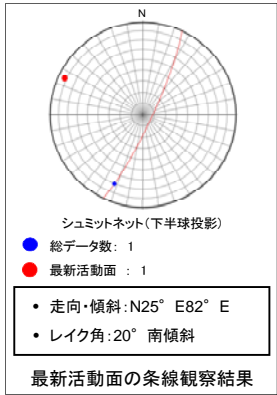 N
シュミットネット(下半球投影)
総データ数: 1
最新活動面 : 1
• 走向・傾斜:N25° E82° E
• レイク角:20° 南傾斜
最新活動面の条線観察結果